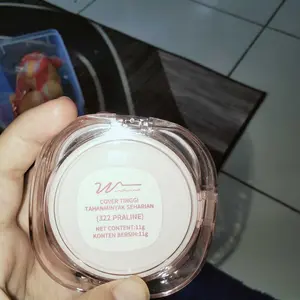 COVER TINGGI
TAHAN MINYAK SEHARIAN
(322 PRALINE)
NET CONTENT:11g
KONTEN BERSIH:11g